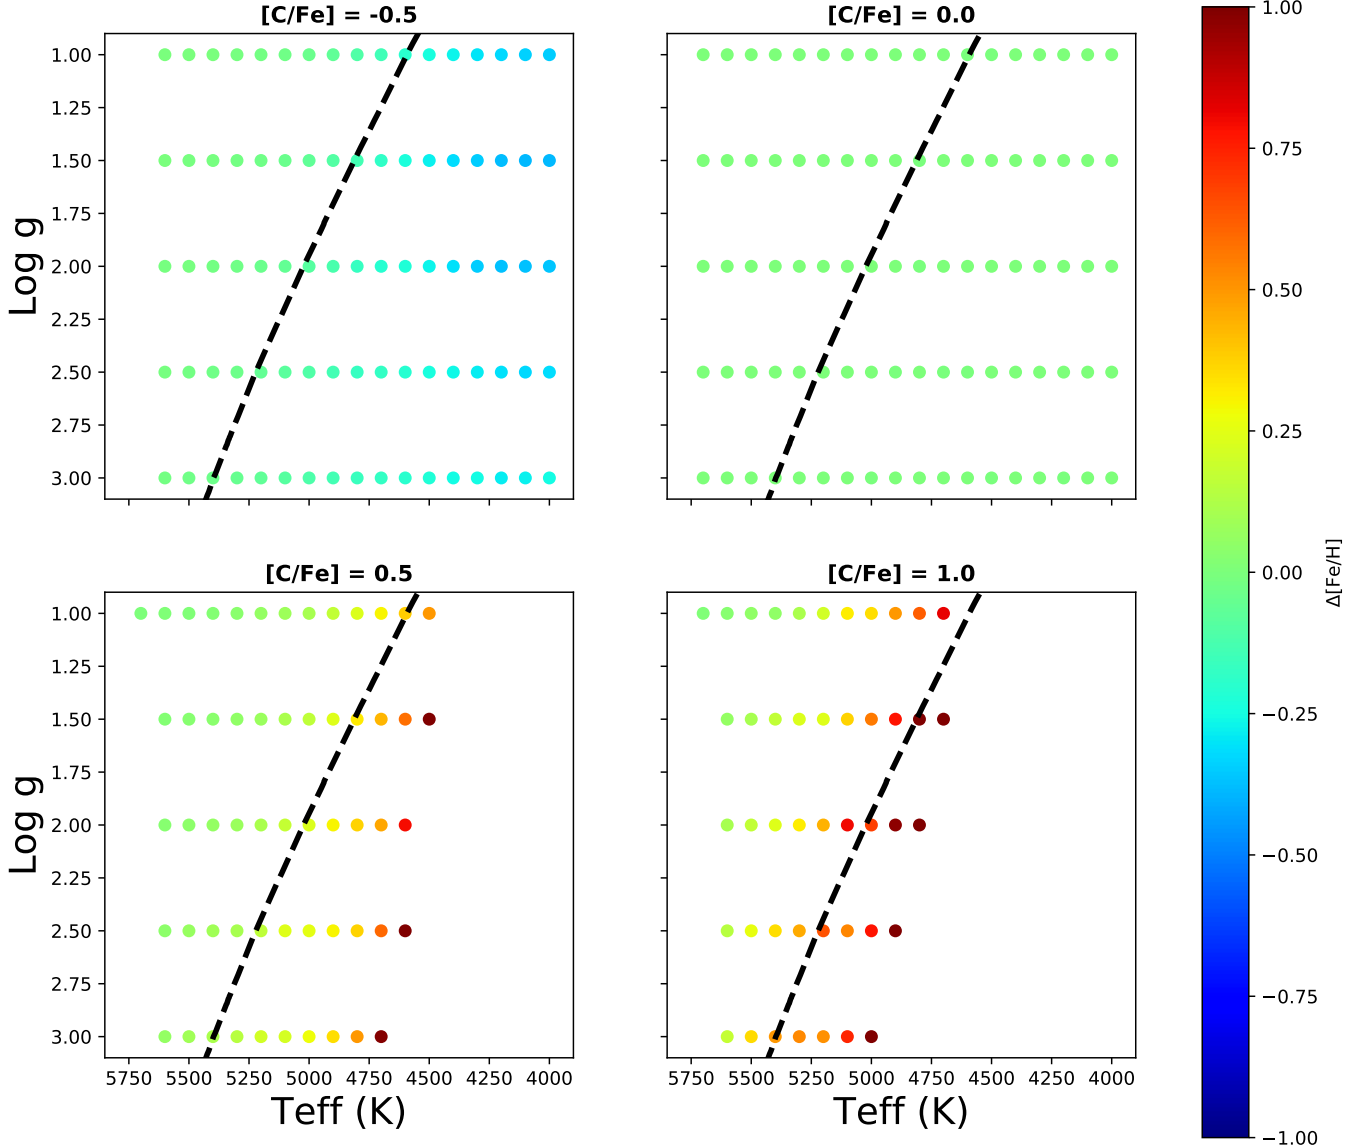 [C/Fe] = -0.5
[C/Fe] = 0.0
1.00
1.25
1.50
1.75
2.00
2.25
2.50
2.75
3.00
Log g
[C/Fe] = 0.5
[C/Fe] = 1.0
1.00
1.25
1.50
1.75
2.00
2.25
2.50
2.75
3.00
Log g
5750 5500 5250 5000 4750 4500 4250 4000
5750 5500 5250 5000 4750 4500 4250 4000
Teff (K)
Teff (K)
1.00
0.75
0.50
0.25
0.00
−0.25
−0.50
−0.75
−1.00
Δ[Fe/H]